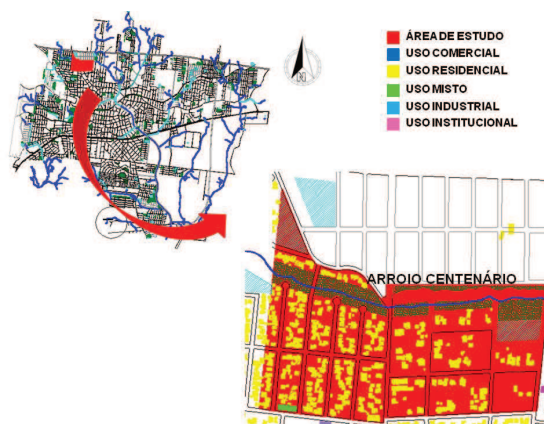 ÁREA DE ESTUDO
USO COMERCIAL
USO RESIDENCIAL
USO MISTO
USO INDUSTRIAL
USO INSTITUCIONAL
ARROIO CENTENÁRIO